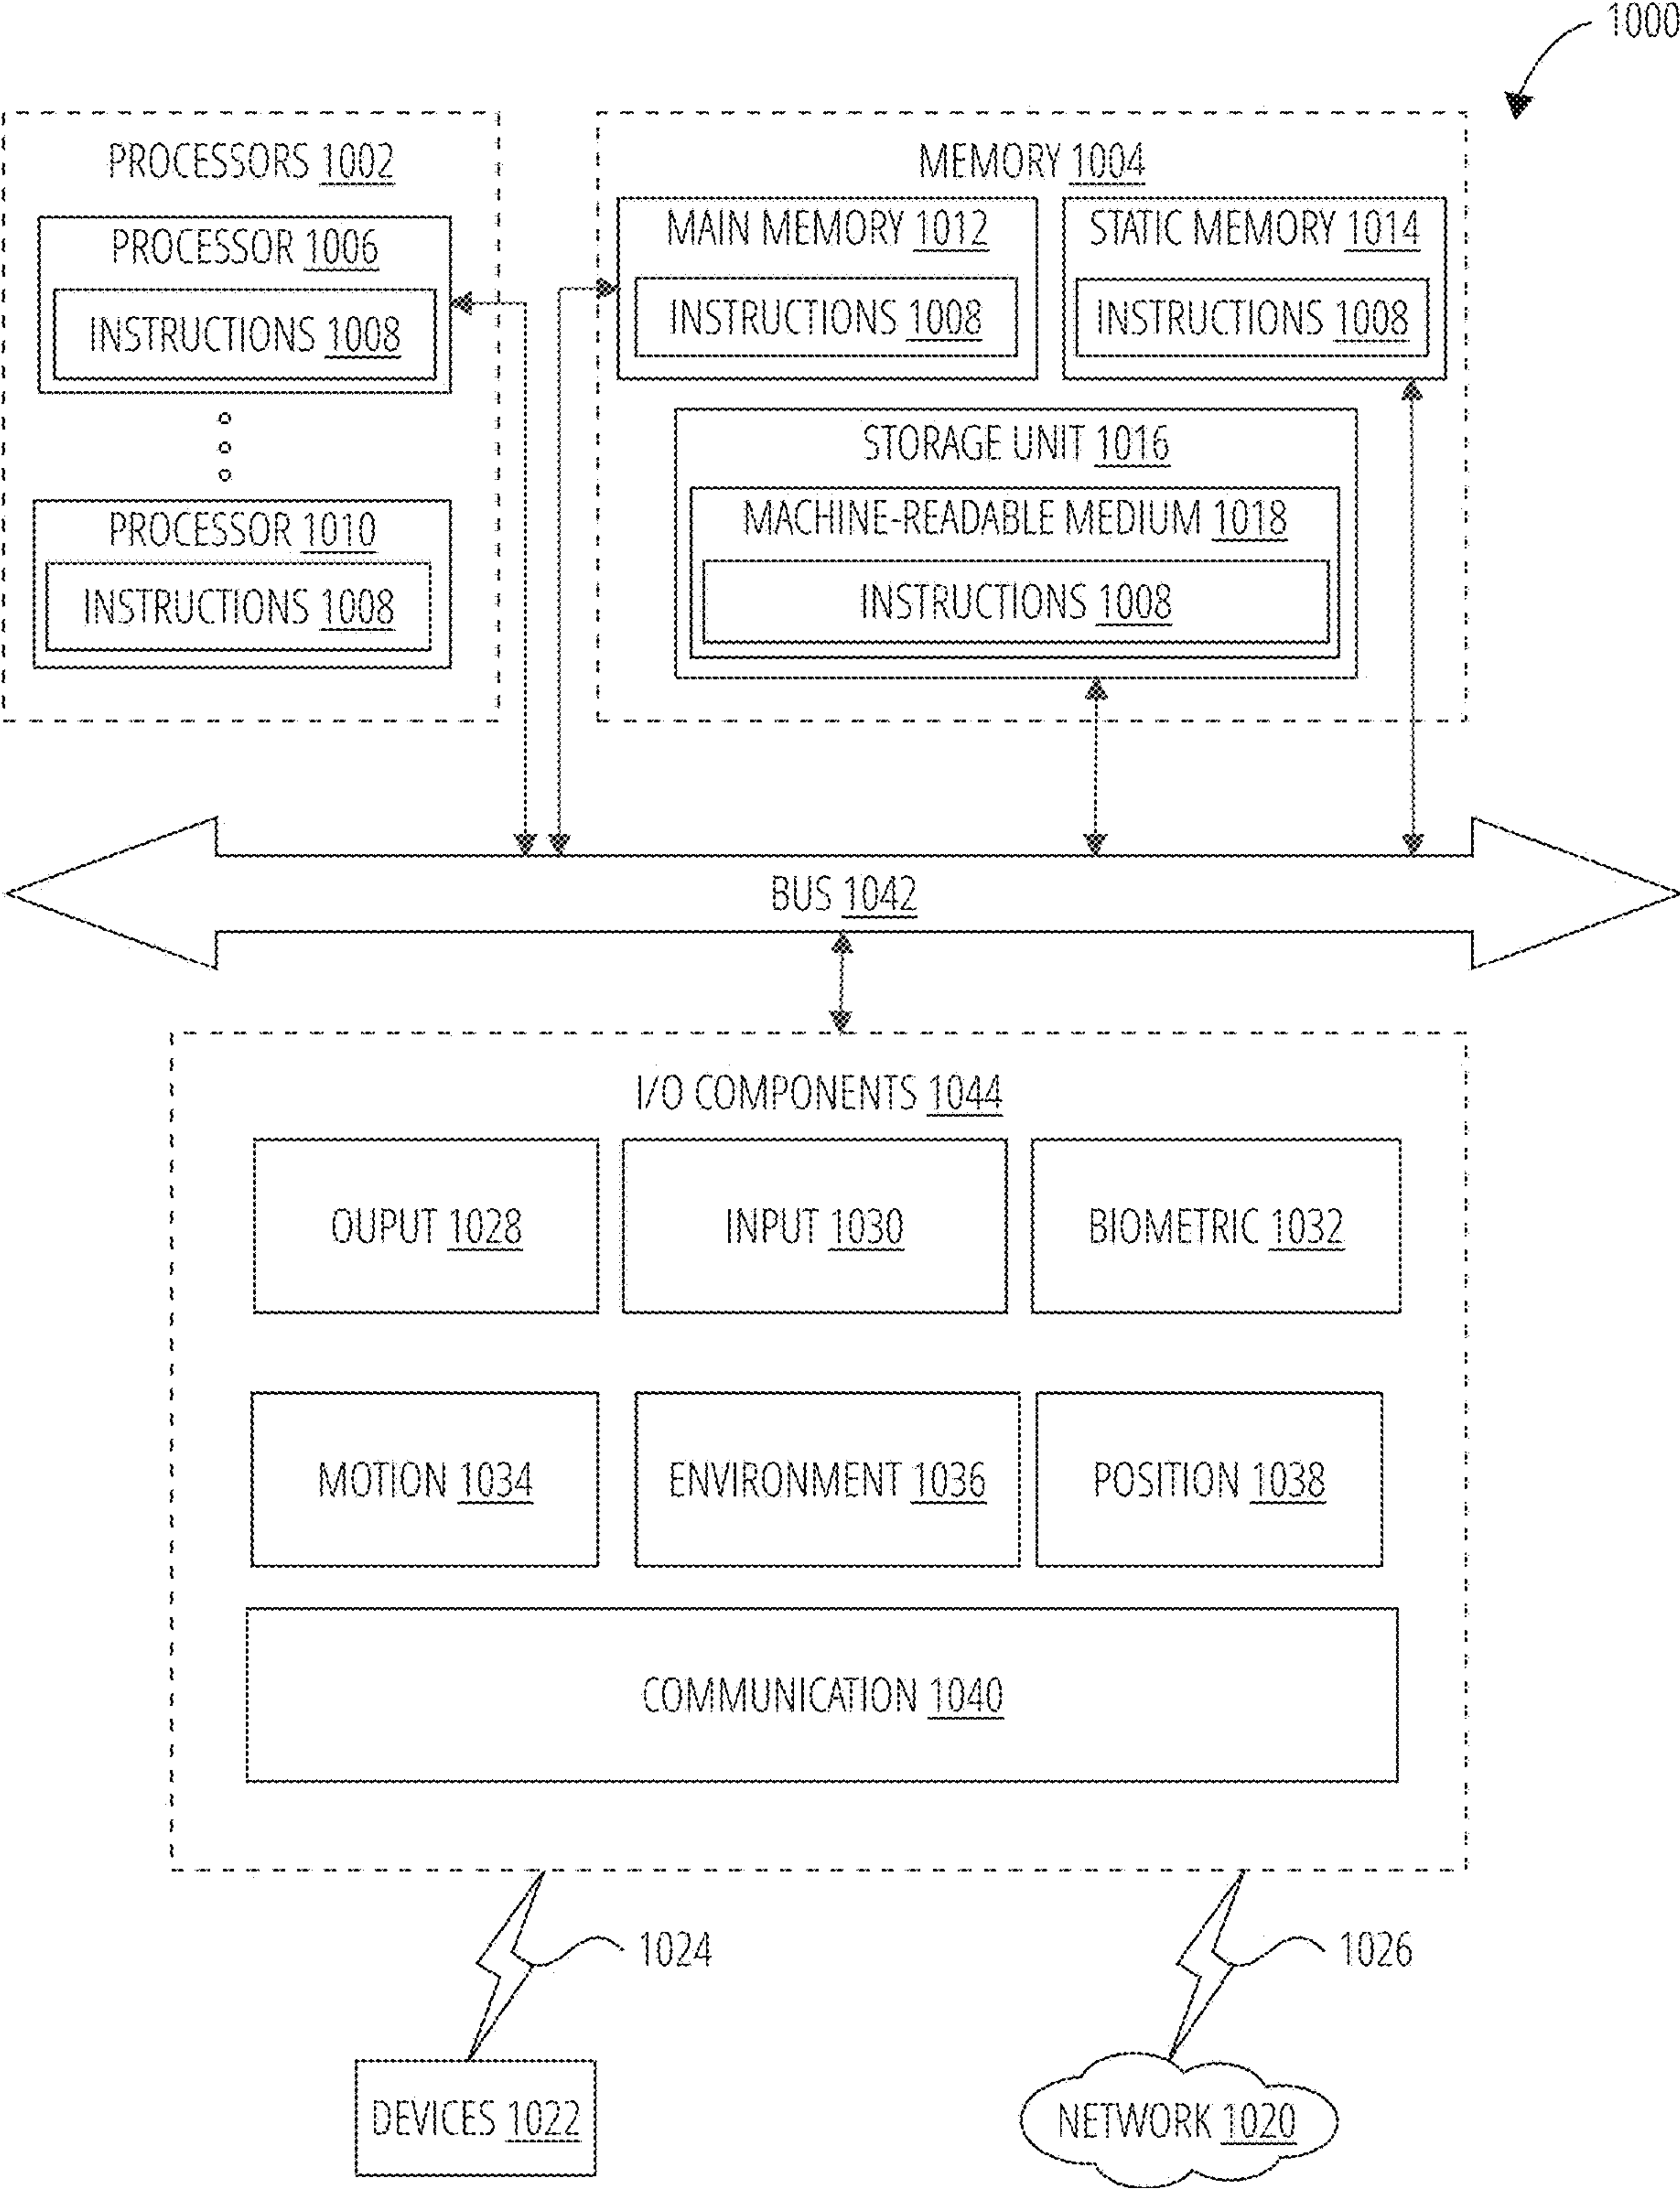 1000
PROCESSORS 1002
PROCESSOR 1006
INSTRUCTIONS 1008
PROCESSOR 1010
INSTRUCTIONS 1008
MEMORY 1004
MAIN MEMORY 1012
INSTRUCTIONS 1008
STATIC MEMORY 1014
INSTRUCTIONS 1008
STORAGE UNIT 1016
MACHINE-READABLE MEDIUM 1018
INSTRUCTIONS 1008
BUS 1042
I/O COMPONENTS 1044
OUPUT 1028
INPUT 1030
BIOMETRIC 1032
MOTION 1034
ENVIRONMENT 1036
POSITION 1038
COMMUNICATION 1040
1024
1026
DEVICES 1022
NETWORK 1020